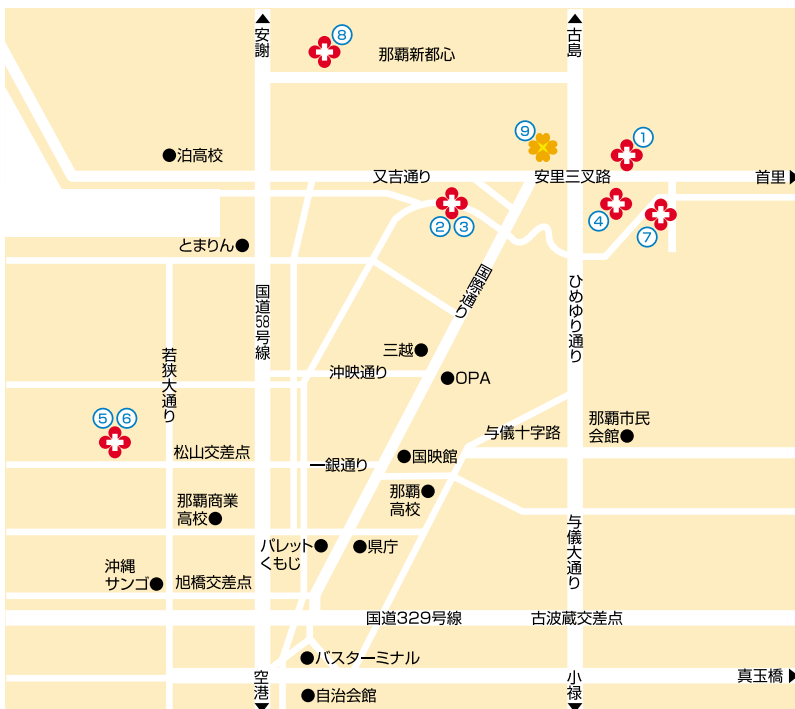 安謝
⑧
那覇新都心
古島
⑨
①
泊高校
又吉通り
安里三叉路
首里
②③
④
⑦
とまりん
国際通り
国道58号線
ひめゆり通り
三越
若狭大通り
沖映通り
OPA
⑤⑥
那覇市民
会館
与儀十字路
松山交差点
一銀通り
国映館
那覇
高校
那覇商業
高校
与儀大通り
パレット
くもじ
県庁
沖縄
サンゴ
旭橋交差点
国道329号線
古波蔵交差点
バスターミナル
空港
小禄
真玉橋
自治会館